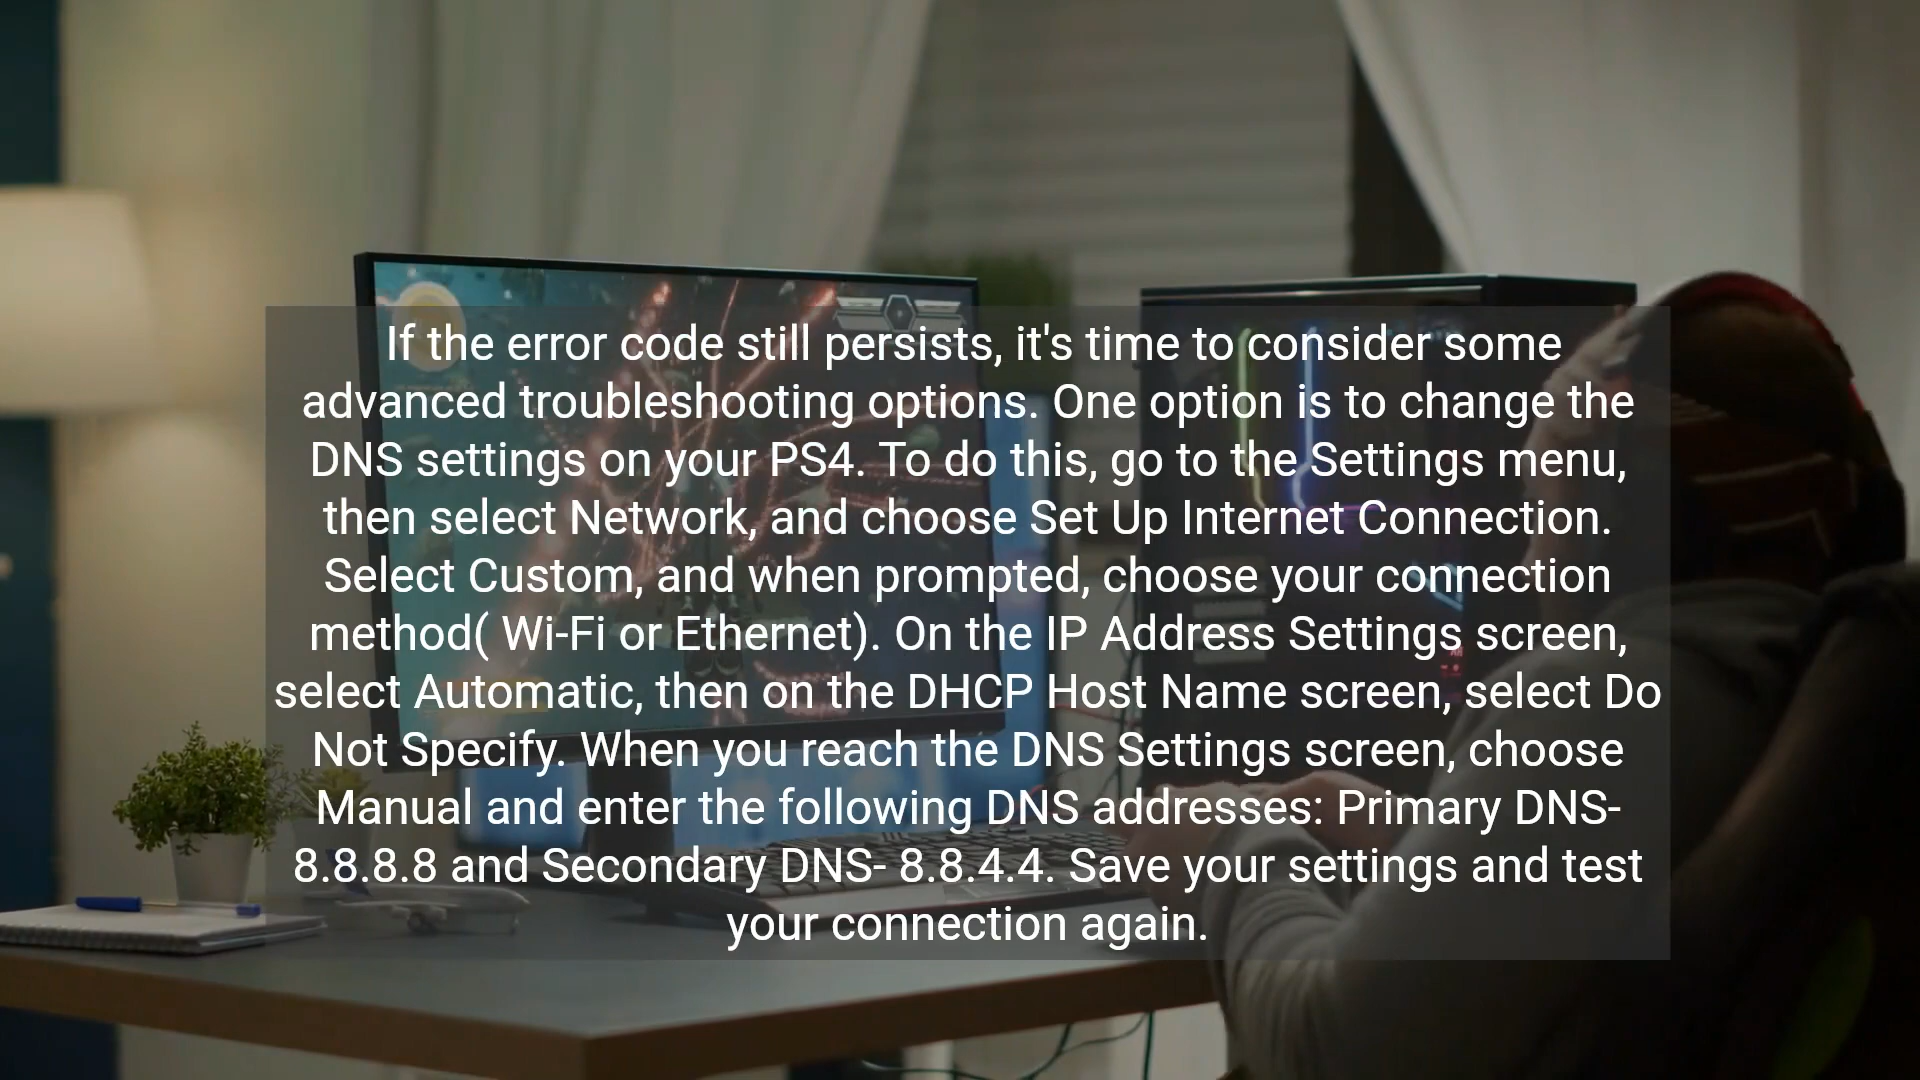 If the error code still persists, it's time to consider some
advanced troubleshooting options. One option is to change the
DNS settings on your PS4. To do this, go to the Settings menu,
then select Network, and choose Set Up Internet Connection.
Select Custom, and when prompted, choose your connection
method( Wi-Fi or Ethernet). On the IP Address Settings screen,
select Automatic, then on the DHCP Host Name screen, select Do
Not Specify. When you reach the DNS Settings screen, choose
Manual and enter the following DNS addresses: Primary DNS-
8.8.8.8 and Secondary DNS- 8.8.4.4. Save your settings and test
your connection again.